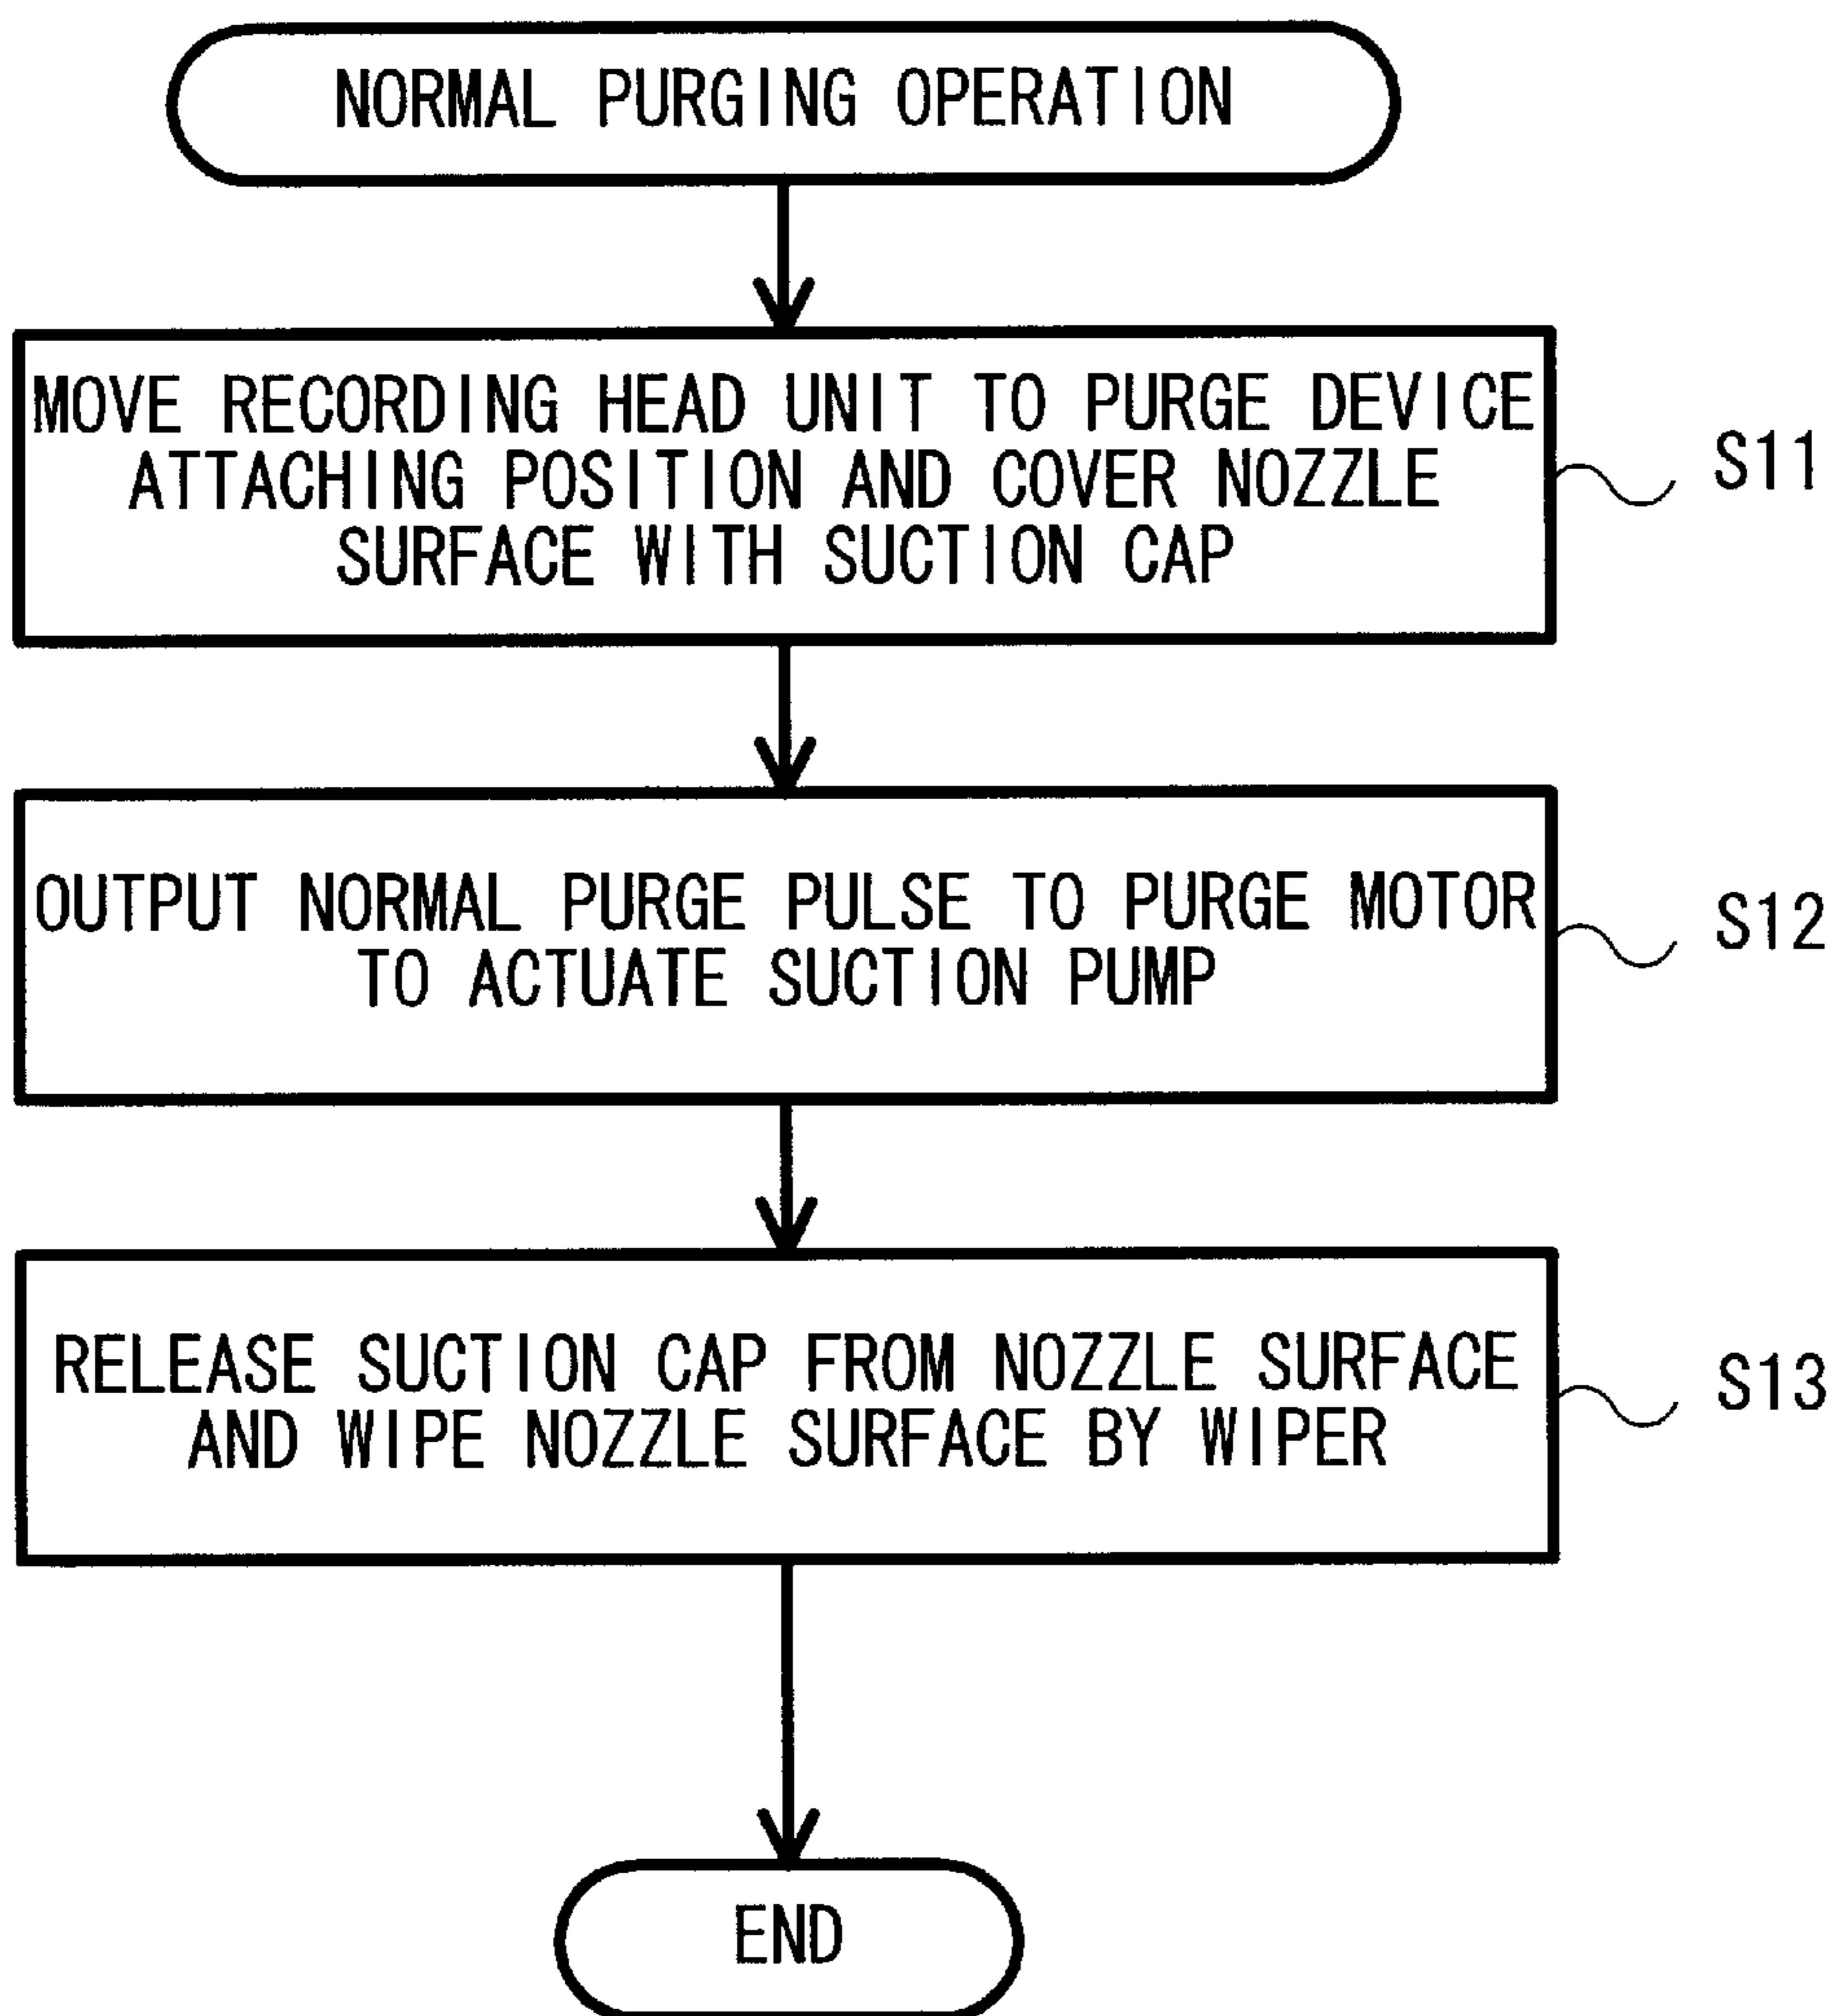 NORMAL PURGING OPERATION
MOVE RECORDING HEAD UNIT TO PURGE DEVICE
ATTACHING POSITION AND COVER NOZZLE
SURFACE WITH SUCTION CAP
S11
OUTPUT NORMAL PURGE PULSE TO PURGE MOTOR
TO ACTUATE SUCTION PUMP
S12
RELEASE SUCTION CAP FROM NOZZLE SURFACE
AND WIPE NOZZLE SURFACE BY WIPER
S13
END